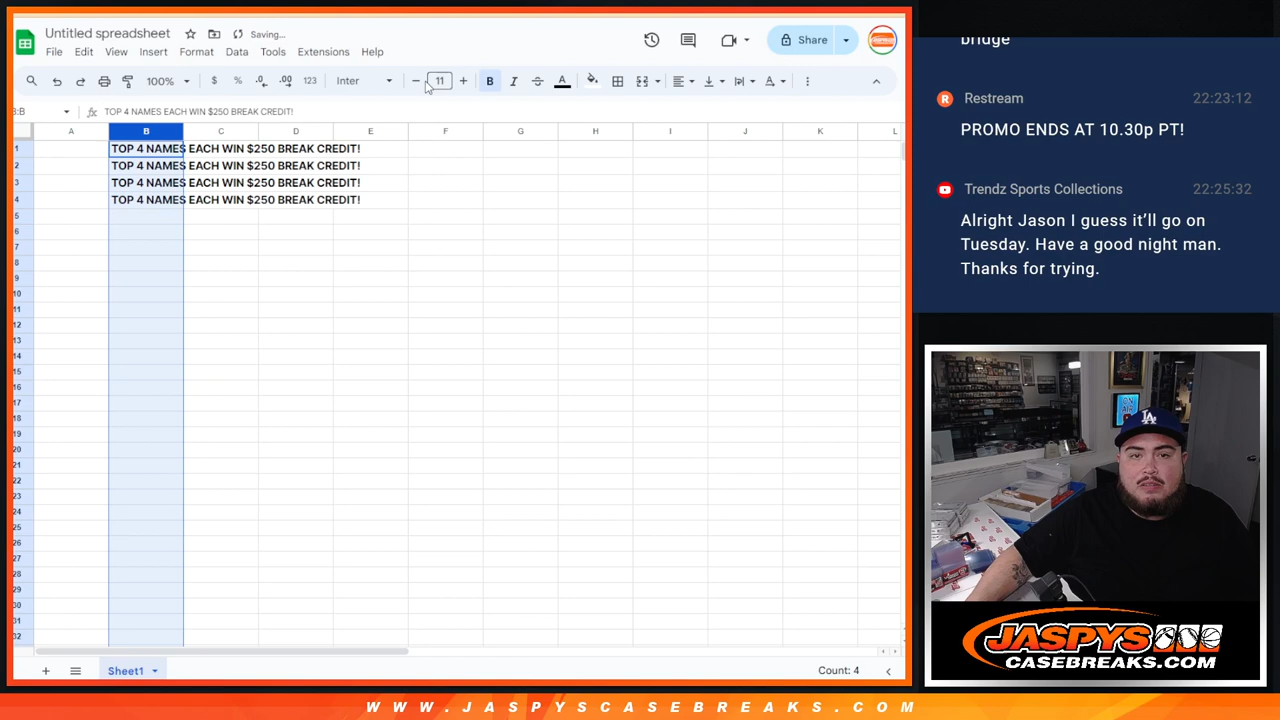 Untitled spreadsheet
Saving...
File Edit View Insert Format Data Tools Extensions Help
Share
100% $ % .0 .00 123 Inter 11 B I S A
TOP 4 NAMES EACH WIN $250 BREAK CREDIT!
A B C D E F G H I J K L
1 TOP 4 NAMES EACH WIN $250 BREAK CREDIT!
2 TOP 4 NAMES EACH WIN $250 BREAK CREDIT!
3 TOP 4 NAMES EACH WIN $250 BREAK CREDIT!
4 TOP 4 NAMES EACH WIN $250 BREAK CREDIT!
5
6
7
8
9
10
11
12
13
14
15
16
17
18
19
20
21
22
23
24
25
26
27
28
29
30
31
32
Sheet1
Count: 4
bridge
Restream 22:23:12
PROMO ENDS AT 10.30p PT!
Trendz Sports Collections 22:25:32
Alright Jason I guess it'll go on
Tuesday. Have a good night man.
Thanks for trying.
ON
AIR
LA
JASPYS
CASEBREAKS.COM
WWW.JASPYSCASEBREAKS.COM